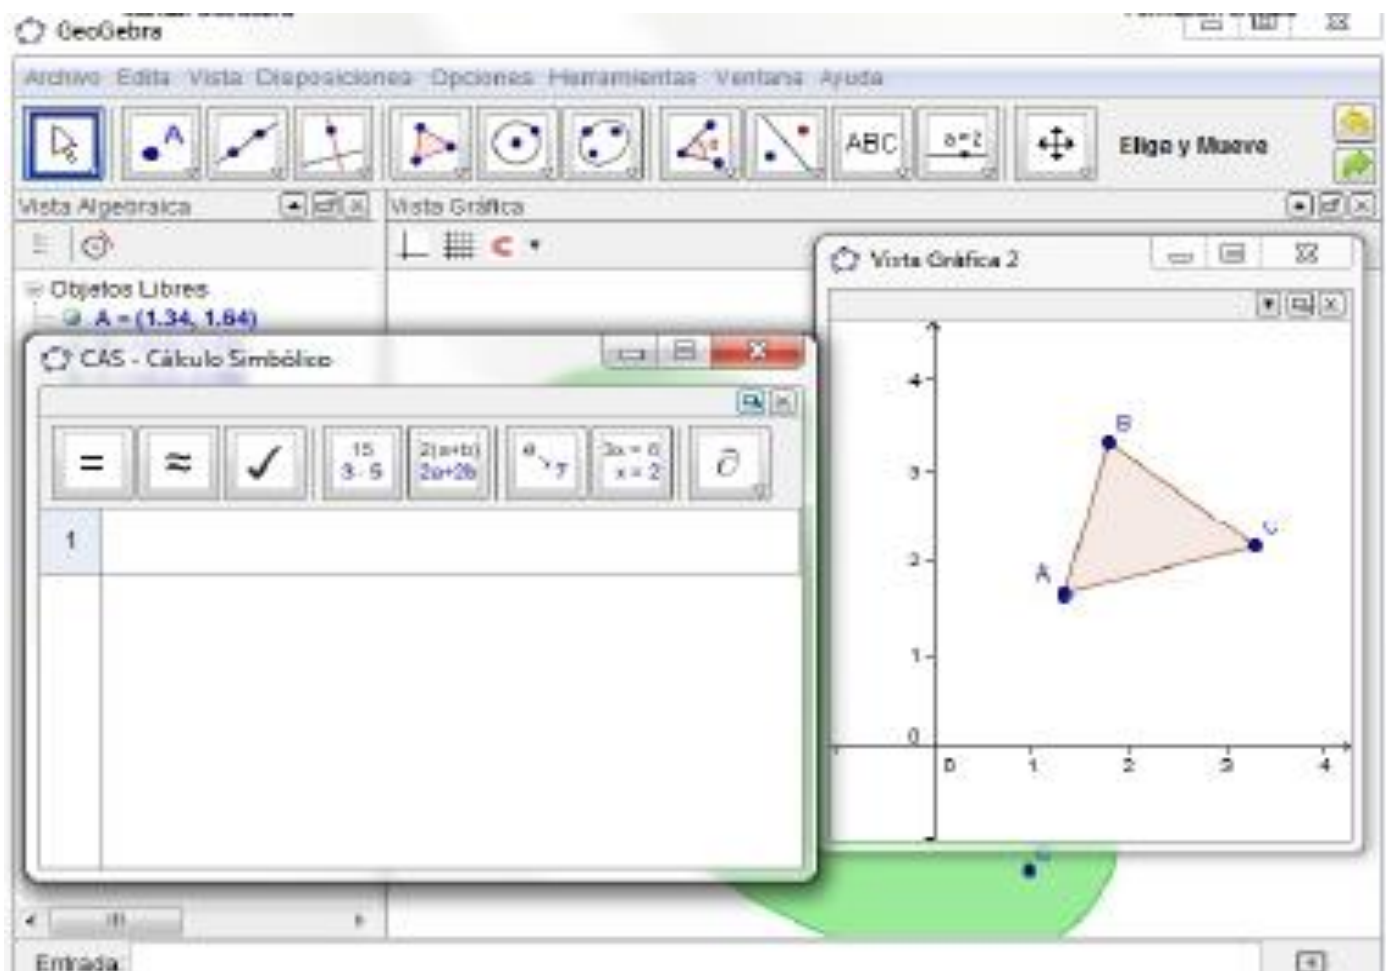 GeoGebra
Archivo Edita Vista Disposiciones Opciones Herramientas Ventana Ayuda
A
ABC
a=2
Elige y Mueve
Vista Algebraica
Vista Gráfica
Objetos Libres
A = (1.34, 1.64)
CAS - Cálculo Simbólico
= ≈ ✓
15
3 · 5
2(a+b)
2a+2b
3x = 6
x = 2
∂
1
Vista Gráfica 2
4
3
2
1
0
0 1 2 3 4
B
C
A
Entrada: